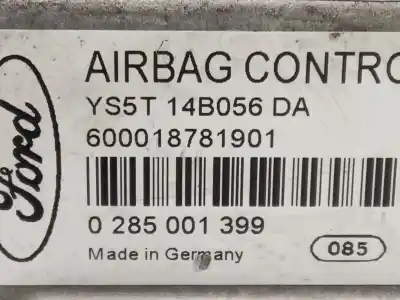 Ford
AIRBAG CONTRO
YS5T 14B056 DA
600018781901
0 285 001 399
Made in Germany
085